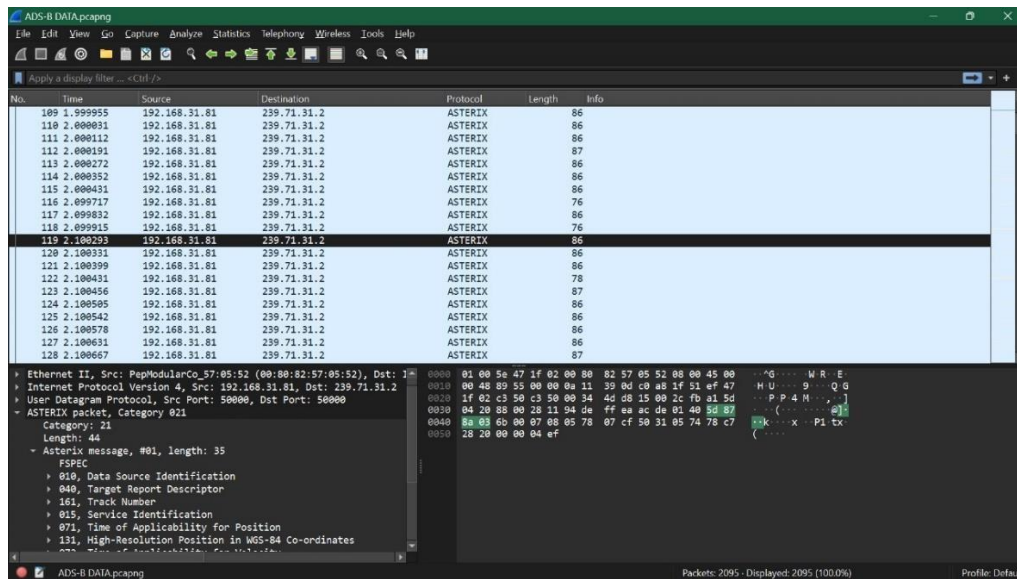 ADS-B DATA.pcapng
File Edit View Go Capture Analyze Statistics Telephony Wireless Tools Help
Apply a display filter ... <Ctrl-/>
No. Time Source Destination Protocol Length Info
109 1.999955 192.168.31.81 239.71.31.2 ASTERIX 86
110 2.000031 192.168.31.81 239.71.31.2 ASTERIX 86
111 2.000112 192.168.31.81 239.71.31.2 ASTERIX 86
112 2.000191 192.168.31.81 239.71.31.2 ASTERIX 87
113 2.000272 192.168.31.81 239.71.31.2 ASTERIX 86
114 2.000352 192.168.31.81 239.71.31.2 ASTERIX 86
115 2.000431 192.168.31.81 239.71.31.2 ASTERIX 86
116 2.099717 192.168.31.81 239.71.31.2 ASTERIX 76
117 2.099832 192.168.31.81 239.71.31.2 ASTERIX 86
118 2.099915 192.168.31.81 239.71.31.2 ASTERIX 76
119 2.100293 192.168.31.81 239.71.31.2 ASTERIX 86
120 2.100331 192.168.31.81 239.71.31.2 ASTERIX 86
121 2.100399 192.168.31.81 239.71.31.2 ASTERIX 86
122 2.100431 192.168.31.81 239.71.31.2 ASTERIX 78
123 2.100456 192.168.31.81 239.71.31.2 ASTERIX 87
124 2.100505 192.168.31.81 239.71.31.2 ASTERIX 86
125 2.100542 192.168.31.81 239.71.31.2 ASTERIX 86
126 2.100578 192.168.31.81 239.71.31.2 ASTERIX 86
127 2.100631 192.168.31.81 239.71.31.2 ASTERIX 86
128 2.100667 192.168.31.81 239.71.31.2 ASTERIX 87
Ethernet II, Src: PepModularCo_57:05:52 (00:80:82:57:05:52), Dst: 
Internet Protocol Version 4, Src: 192.168.31.81, Dst: 239.71.31.2
User Datagram Protocol, Src Port: 50000, Dst Port: 50000
ASTERIX packet, Category 021
Category: 21
Length: 44
Asterix message, #01, length: 35
FSPEC
010, Data Source Identification
040, Target Report Descriptor
161, Track Number
015, Service Identification
071, Time of Applicability for Position
131, High-Resolution Position in WGS-84 Co-ordinates
0000 01 00 5e 47 1f 02 00 80 82 57 05 52 08 00 45 00 ··^G···· ·W·R··E·
0010 00 48 89 55 00 00 0a 11 39 0d c0 a8 1f 51 ef 47 ·H·U···· 9····Q·G
0020 1f 02 c3 50 c3 50 00 34 4d d8 15 00 2c fb a1 5d ···P·P·4 M···,··]
0030 04 20 88 00 28 11 94 de ff ea ac de 01 40 5d 87 · ··(··· ·····@]·
0040 8a 03 6b 00 07 08 05 78 07 cf 50 31 05 74 78 c7 ··k····x ··P1·tx·
0050 28 20 00 00 04 ef ( ····
ADS-B DATA.pcapng
Packets: 2095 · Displayed: 2095 (100.0%)
Profile: Defau